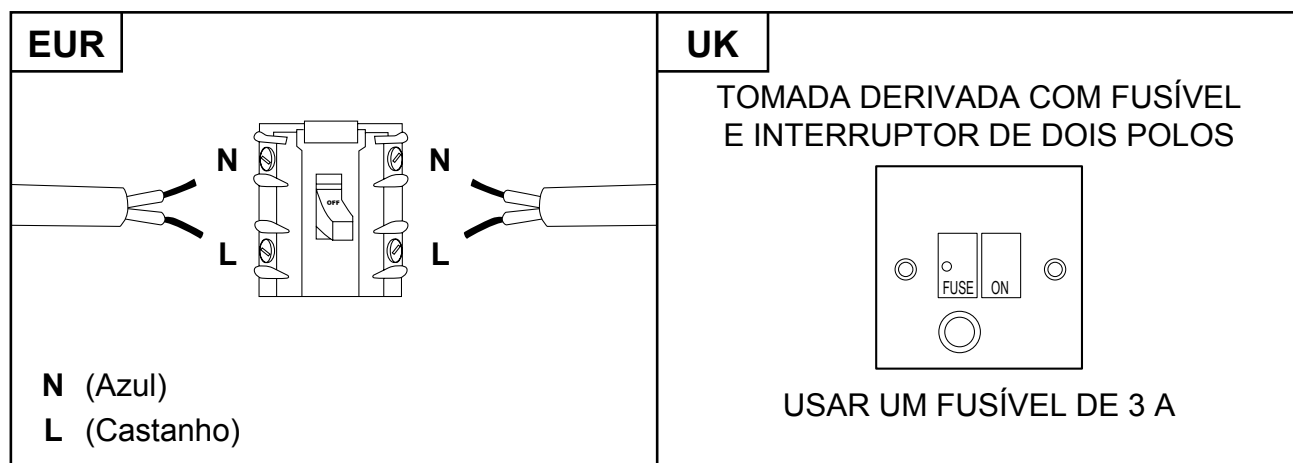 EUR
N
N
OFF
L
L
N (Azul)
L (Castanho)
UK
TOMADA DERIVADA COM FUSÍVEL
E INTERRUPTOR DE DOIS POLOS
FUSE ON
USAR UM FUSÍVEL DE 3 A